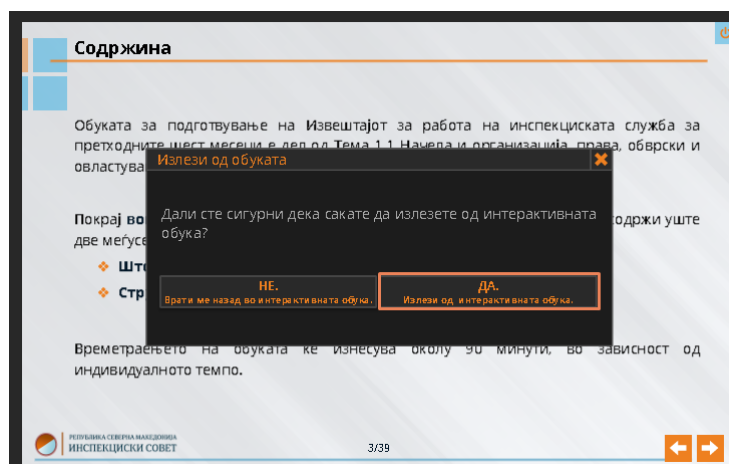 Содржина
Обуката за подготвување на Извештајот за работа на инспекциската служба за
претходните шест месеци е дел од Тема 1.1 Начела и организација, права, обврски и
овластува
Излези од обуката
Дали сте сигурни дека сакате да излезете од интерактивната
обука?
Покрај во
одржи уште
две меѓусе
Што
Стр
НЕ.
Врати ме назад во интерактивната обука.
ДА.
Излези од интерактивната обука.
Времетраењето на обуката ќе изнесува околу 90 минути, во зависност од
индивидуалното темпо.
РЕПУБЛИКА СЕВЕРНА МАКЕДОНИЈА
ИНСПЕКЦИСКИ СОВЕТ
3/39